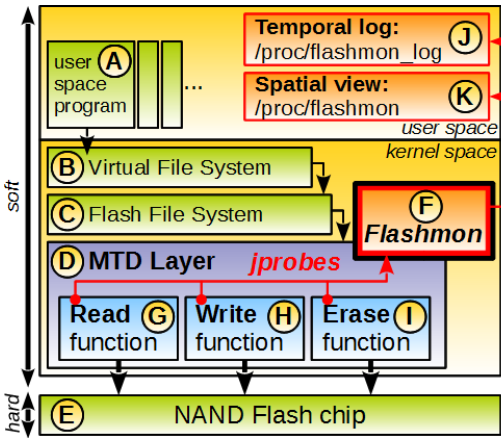 Temporal log:
/proc/flashmon_log
J
A
user
space
program
...
Spatial view:
/proc/flashmon
K
user space
kernel space
soft
B Virtual File System
C Flash File System
F
Flashmon
D MTD Layer
jprobes
Read G
function
Write H
function
Erase I
function
hard
E NAND Flash chip